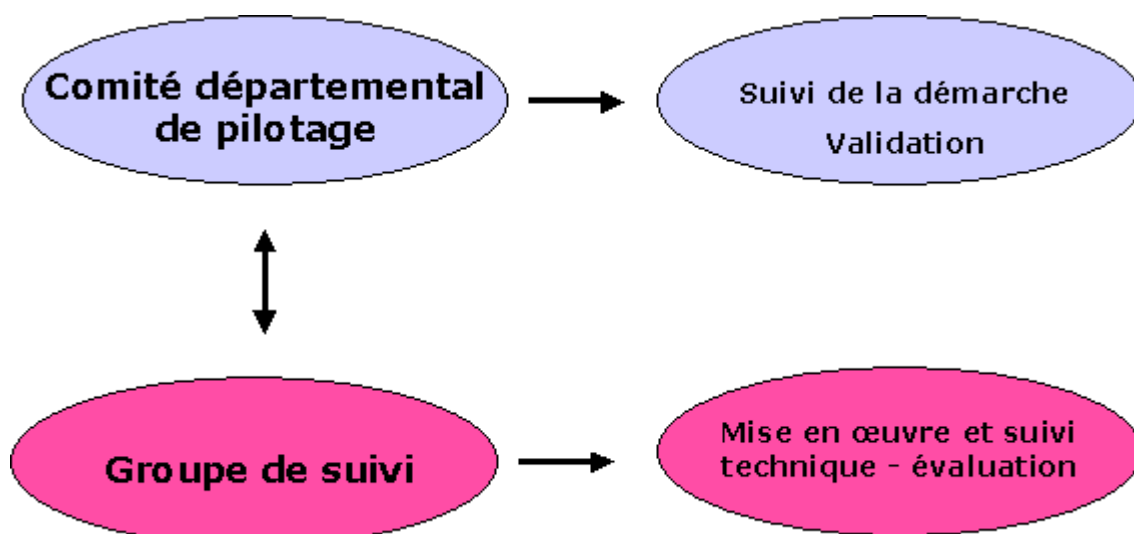 Comité départemental
de pilotage
Suivi de la démarche
Validation
Groupe de suivi
Mise en œuvre et suivi
technique - évaluation